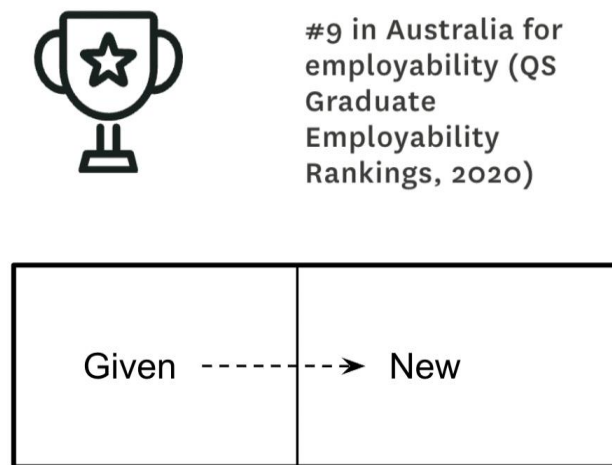 #9 in Australia for
employability (QS
Graduate
Employability
Rankings, 2020)
Given
New